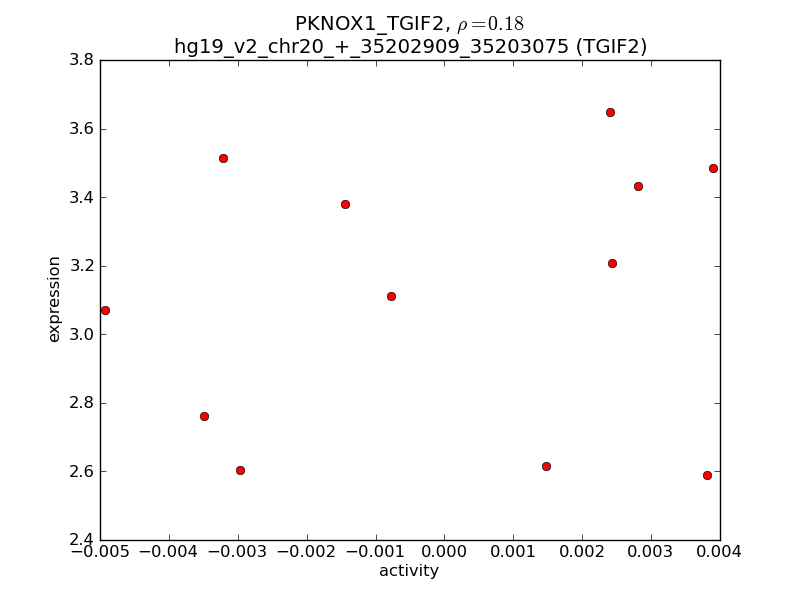 PKNOX1_TGIF2, ρ=0.18
hg19_v2_chr20_+_35202909_35203075 (TGIF2)
3.8
3.6
3.4
3.2
3.0
2.8
2.6
2.4
expression
−0.005 −0.004 −0.003 −0.002 −0.001 0.000 0.001 0.002 0.003 0.004
activity